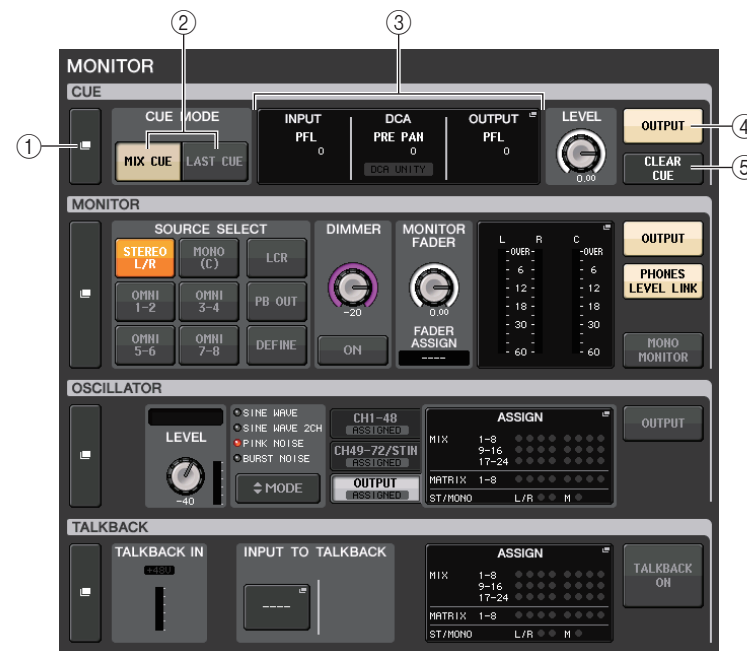 ② ③
MONITOR
CUE
① CUE MODE
MIX CUE LAST CUE
INPUT DCA OUTPUT
PFL PRE PAN PFL
0 0 0
DCA UNITY
LEVEL
0.00
OUTPUT ④
CLEAR CUE ⑤
MONITOR
SOURCE SELECT
STEREO L/R MONO (C) LCR
OMNI 1-2 OMNI 3-4 PB OUT
OMNI 5-6 OMNI 7-8 DEFINE
DIMMER
-20
ON
MONITOR FADER
0.00
FADER ASSIGN
----
L R C
-OVER- -OVER
- 6 - - 6
- 12 - - 12
- 18 - - 18
- 30 - - 30
- 60 - - 60
OUTPUT
PHONES LEVEL LINK
MONO MONITOR
OSCILLATOR
LEVEL
-40
SINE WAVE
SINE WAVE 2CH
PINK NOISE
BURST NOISE
MODE
CH1-48
ASSIGNED
CH49-72/STIN
ASSIGNED
OUTPUT
ASSIGNED
ASSIGN
MIX 1-8
9-16
17-24
MATRIX 1-8
ST/MONO L/R M
OUTPUT
TALKBACK
TALKBACK IN
+48V
INPUT TO TALKBACK
----
ASSIGN
MIX 1-8
9-16
17-24
MATRIX 1-8
ST/MONO L/R M
TALKBACK ON